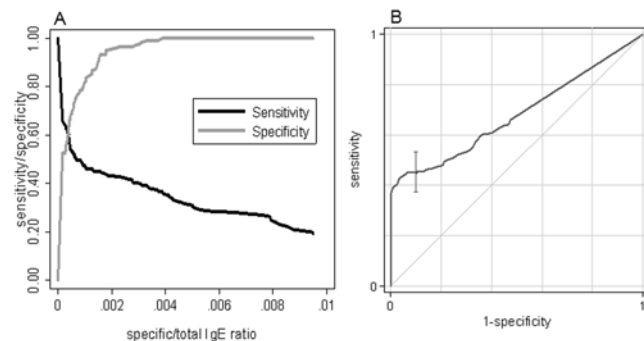 A
sensitivity/specificity
1.00
0.80
0.60
0.40
0.20
0.00
Sensitivity
Specificity
0
.002
.004
.006
.008
.01
specific/total IgE ratio
B
sensitivity
1
0
0
1
1-specificity